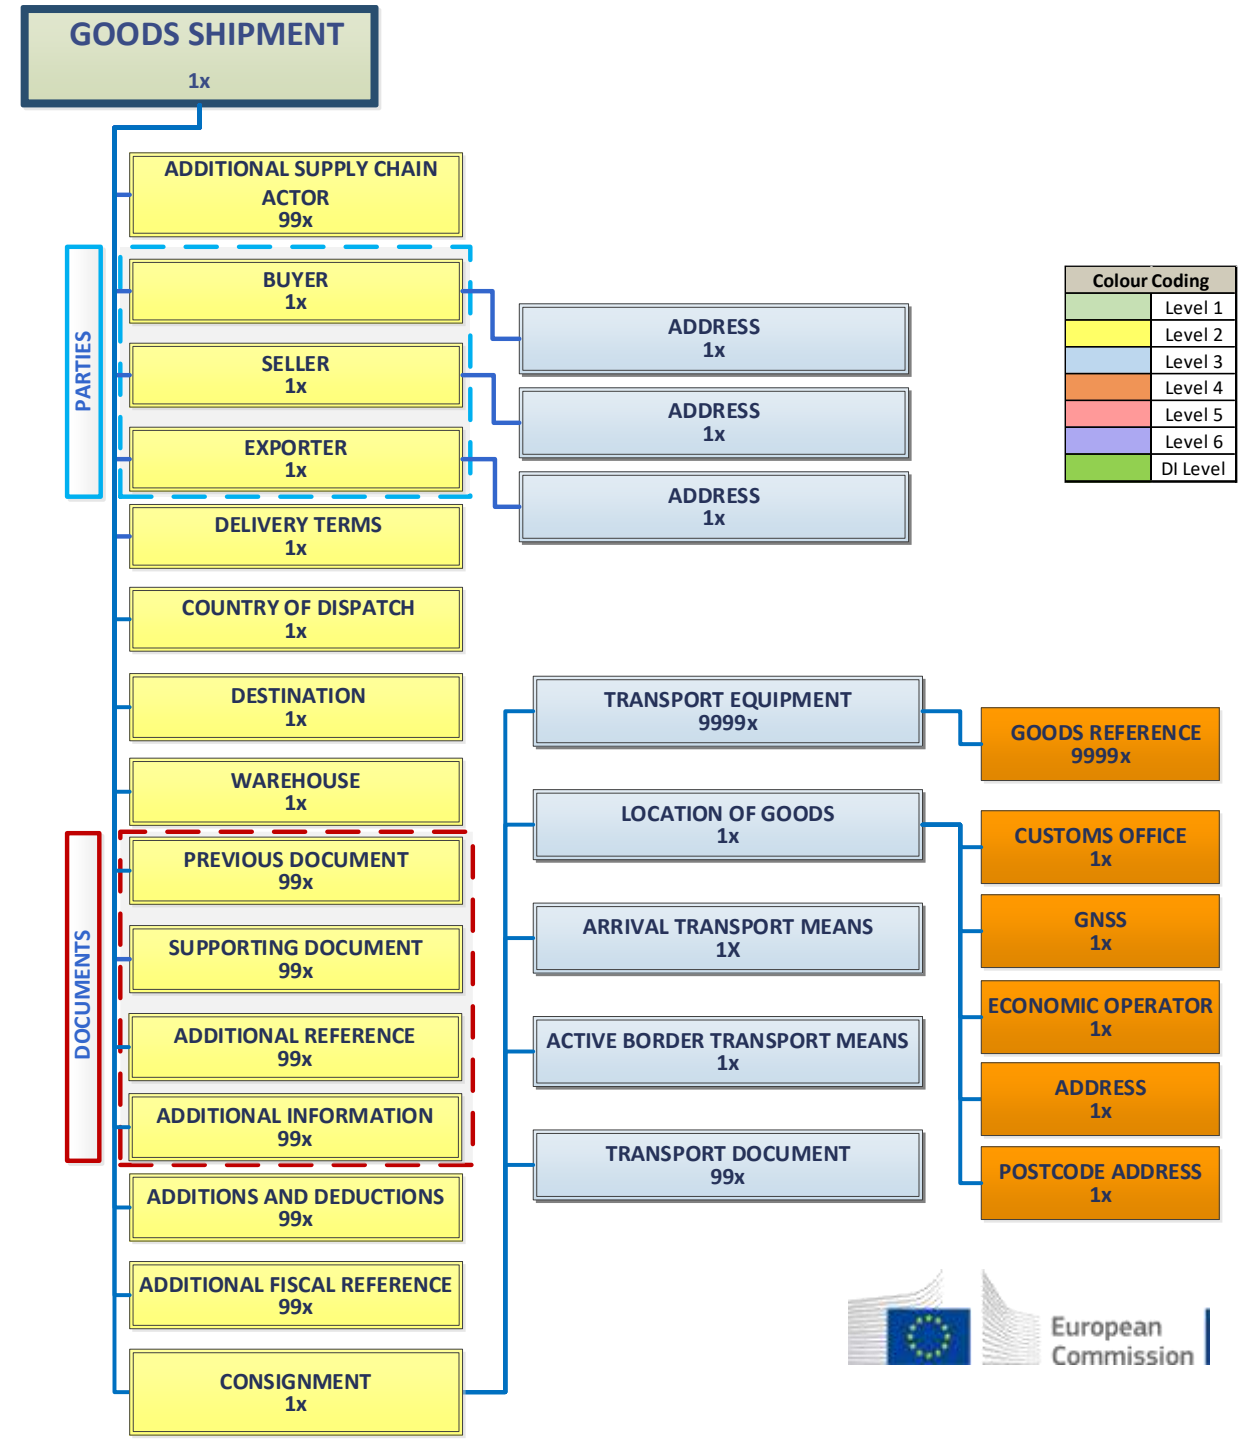 GOODS SHIPMENT
1x
ADDITIONAL SUPPLY CHAIN
ACTOR
99x
PARTIES
BUYER
1x
SELLER
1x
EXPORTER
1x
ADDRESS
1x
ADDRESS
1x
ADDRESS
1x
Colour Coding
Level 1
Level 2
Level 3
Level 4
Level 5
Level 6
DI Level
DELIVERY TERMS
1x
COUNTRY OF DISPATCH
1x
DESTINATION
1x
WAREHOUSE
1x
DOCUMENTS
PREVIOUS DOCUMENT
99x
SUPPORTING DOCUMENT
99x
ADDITIONAL REFERENCE
99x
ADDITIONAL INFORMATION
99x
ADDITIONS AND DEDUCTIONS
99x
ADDITIONAL FISCAL REFERENCE
99x
CONSIGNMENT
1x
TRANSPORT EQUIPMENT
9999x
LOCATION OF GOODS
1x
ARRIVAL TRANSPORT MEANS
1X
ACTIVE BORDER TRANSPORT MEANS
1x
TRANSPORT DOCUMENT
99x
GOODS REFERENCE
9999x
CUSTOMS OFFICE
1x
GNSS
1x
ECONOMIC OPERATOR
1x
ADDRESS
1x
POSTCODE ADDRESS
1x
European
Commission